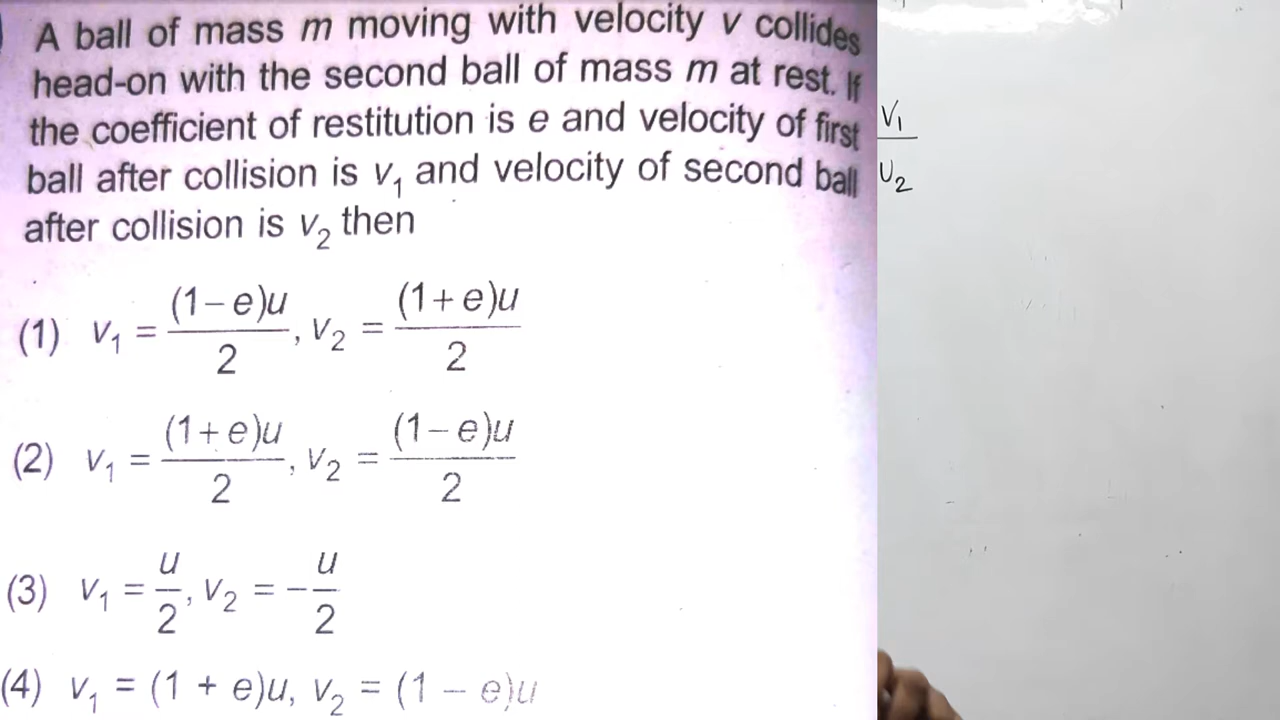 A ball of mass m moving with velocity v collides
head-on with the second ball of mass m at rest. If
the coefficient of restitution is e and velocity of first
ball after collision is v₁ and velocity of second ball
after collision is v₂ then
(1) v₁ = (1−e)u/2, v₂ = (1+e)u/2
(2) v₁ = (1+e)u/2, v₂ = (1−e)u/2
(3) v₁ = u/2, v₂ = −u/2
(4) v₁ = (1 + e)u, v₂ = (1 − e)u
V₁
U₂